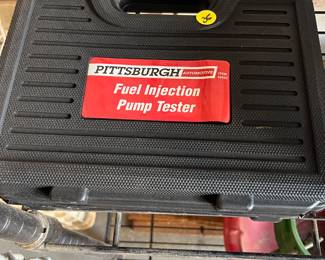 PITTSBURGH AUTOMOTIVE
Fuel Injection
Pump Tester